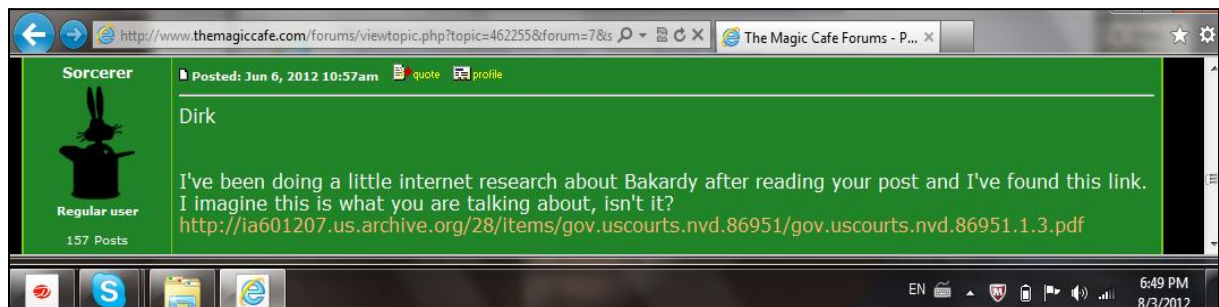 http://www.themagiccafe.com/forums/viewtopic.php?topic=462255&forum=7&s
The Magic Cafe Forums - P...
Sorcerer
Posted: Jun 6, 2012 10:57am quote profile
Dirk
I've been doing a little internet research about Bakardy after reading your post and I've found this link.
I imagine this is what you are talking about, isn't it?
http://ia601207.us.archive.org/28/items/gov.uscourts.nvd.86951/gov.uscourts.nvd.86951.1.3.pdf
Regular user
157 Posts
EN
6:49 PM
8/3/2012